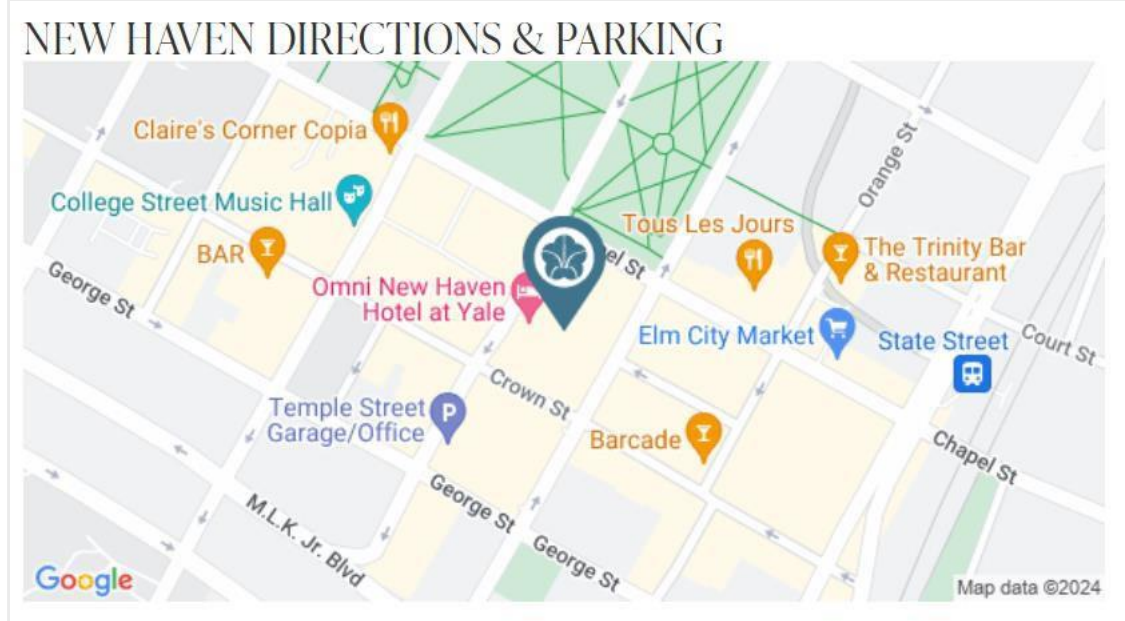 NEW HAVEN DIRECTIONS & PARKING
Claire's Corner Copia
College Street Music Hall
BAR
George St
Omni New Haven
Hotel at Yale
pel St
Tous Les Jours
Orange St
The Trinity Bar
& Restaurant
Elm City Market
State Street
Court St
Crown St
Temple Street
Garage/Office
P
Barcade
Chapel St
George St
George St
M.L.K. Jr. Blvd
Google
Map data ©2024